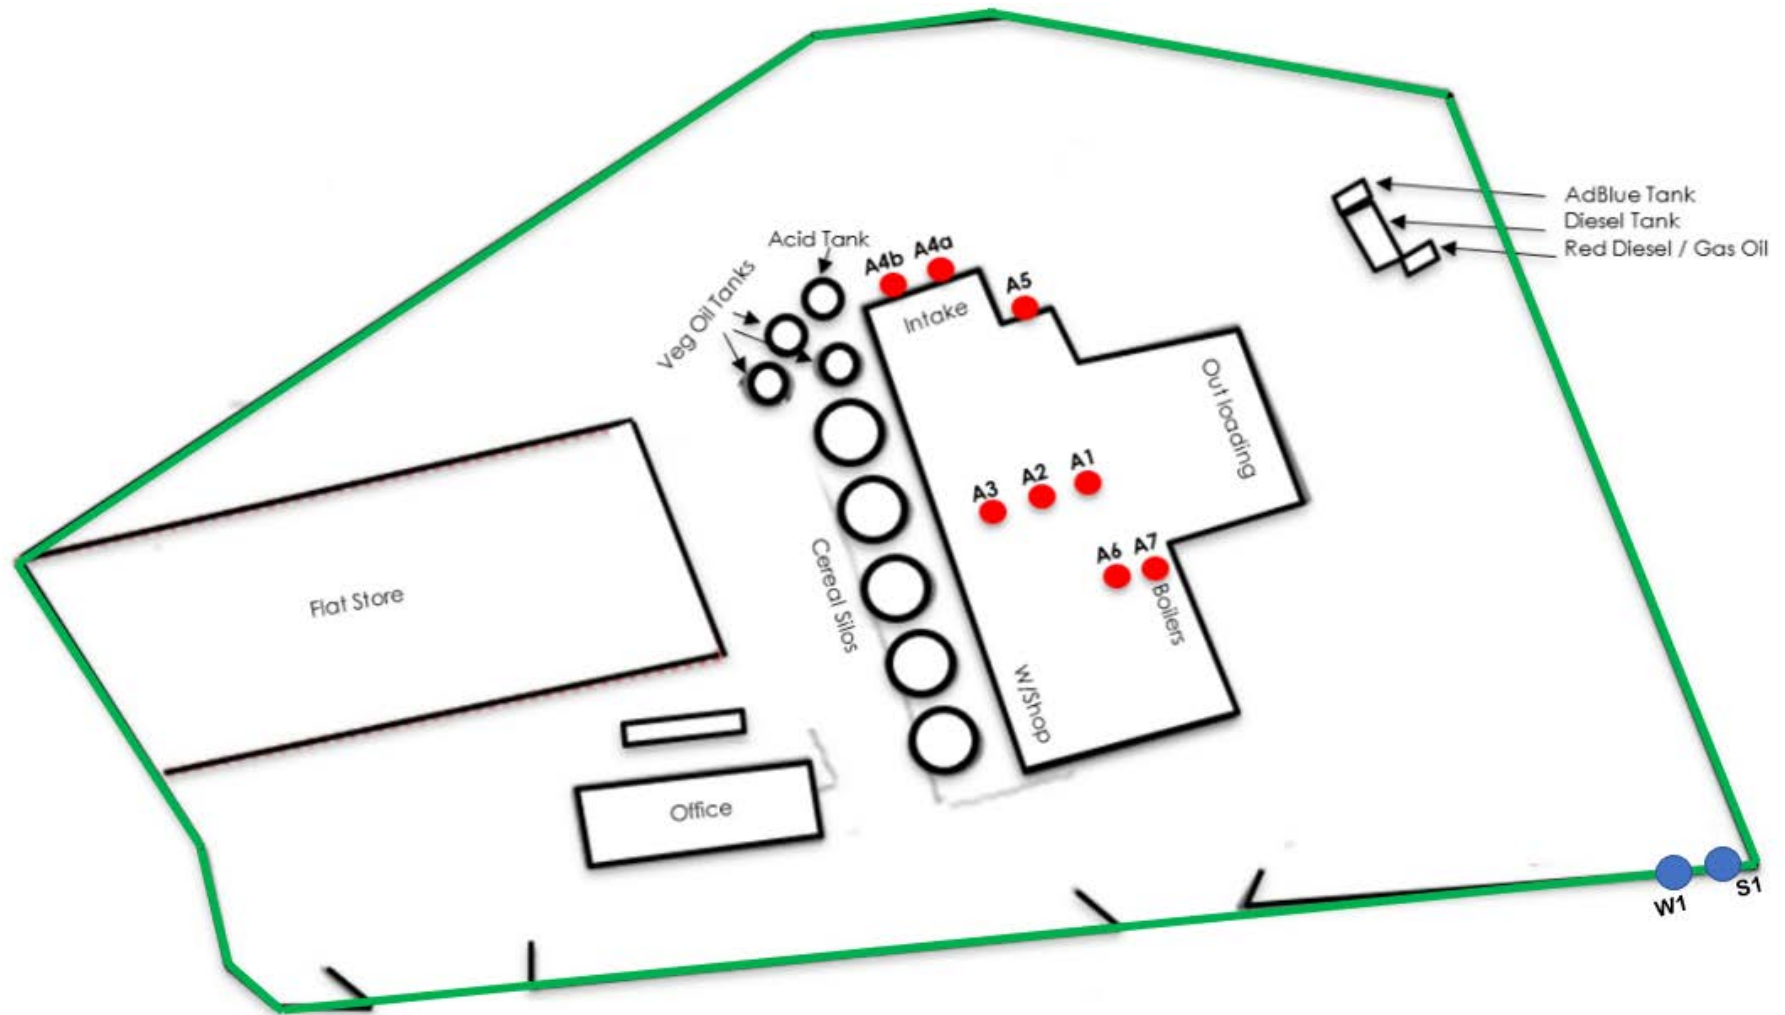 AdBlue Tank
Diesel Tank
Red Diesel / Gas Oil
Acid Tank
A4b
A4a
A5
Veg Oil Tanks
Intake
Out loading
A3
A2
A1
A6
A7
Boilers
Cereal Silos
Flat Store
W/Shop
Office
W1
S1